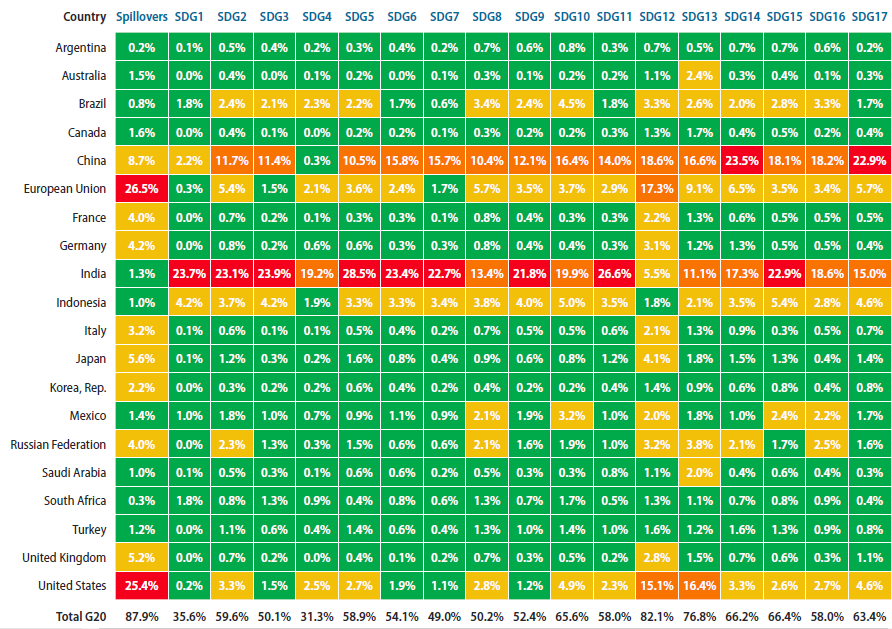 Country Spillovers SDG1 SDG2 SDG3 SDG4 SDG5 SDG6 SDG7 SDG8 SDG9 SDG10 SDG11 SDG12 SDG13 SDG14 SDG15 SDG16 SDG17
Argentina 0.2% 0.1% 0.5% 0.4% 0.2% 0.3% 0.4% 0.2% 0.7% 0.6% 0.8% 0.3% 0.7% 0.5% 0.7% 0.7% 0.6% 0.2%
Australia 1.5% 0.0% 0.4% 0.0% 0.1% 0.2% 0.0% 0.1% 0.3% 0.1% 0.2% 0.2% 1.1% 2.4% 0.3% 0.4% 0.1% 0.3%
Brazil 0.8% 1.8% 2.4% 2.1% 2.3% 2.2% 1.7% 0.6% 3.4% 2.4% 4.5% 1.8% 3.3% 2.6% 2.0% 2.8% 3.3% 1.7%
Canada 1.6% 0.0% 0.4% 0.1% 0.0% 0.2% 0.2% 0.1% 0.3% 0.2% 0.2% 0.3% 1.3% 1.7% 0.4% 0.5% 0.2% 0.4%
China 8.7% 2.2% 11.7% 11.4% 0.3% 10.5% 15.8% 15.7% 10.4% 12.1% 16.4% 14.0% 18.6% 16.6% 23.5% 18.1% 18.2% 22.9%
European Union 26.5% 0.3% 5.4% 1.5% 2.1% 3.6% 2.4% 1.7% 5.7% 3.5% 3.7% 2.9% 17.3% 9.1% 6.5% 3.5% 3.4% 5.7%
France 4.0% 0.0% 0.7% 0.2% 0.1% 0.3% 0.3% 0.1% 0.8% 0.4% 0.3% 0.3% 2.2% 1.3% 0.6% 0.5% 0.5% 0.5%
Germany 4.2% 0.0% 0.8% 0.2% 0.6% 0.6% 0.3% 0.3% 0.8% 0.4% 0.4% 0.3% 3.1% 1.2% 1.3% 0.5% 0.5% 0.4%
India 1.3% 23.7% 23.1% 23.9% 19.2% 28.5% 23.4% 22.7% 13.4% 21.8% 19.9% 26.6% 5.5% 11.1% 17.3% 22.9% 18.6% 15.0%
Indonesia 1.0% 4.2% 3.7% 4.2% 1.9% 3.3% 3.3% 3.4% 3.8% 4.0% 5.0% 3.5% 1.8% 2.1% 3.5% 5.4% 2.8% 4.6%
Italy 3.2% 0.1% 0.6% 0.1% 0.1% 0.5% 0.4% 0.2% 0.7% 0.5% 0.5% 0.6% 2.1% 1.3% 0.9% 0.3% 0.5% 0.7%
Japan 5.6% 0.1% 1.2% 0.3% 0.2% 1.6% 0.8% 0.4% 0.9% 0.6% 0.8% 1.2% 4.1% 1.8% 1.5% 1.3% 0.4% 1.4%
Korea, Rep. 2.2% 0.0% 0.3% 0.2% 0.2% 0.6% 0.4% 0.2% 0.4% 0.2% 0.2% 0.4% 1.4% 0.9% 0.6% 0.8% 0.4% 0.8%
Mexico 1.4% 1.0% 1.8% 1.0% 0.7% 0.9% 1.1% 0.9% 2.1% 1.9% 3.2% 1.0% 2.0% 1.8% 1.0% 2.4% 2.2% 1.7%
Russian Federation 4.0% 0.0% 2.3% 1.3% 0.3% 1.5% 0.6% 0.6% 2.1% 1.6% 1.9% 1.0% 3.2% 3.8% 2.1% 1.7% 2.5% 1.6%
Saudi Arabia 1.0% 0.1% 0.5% 0.3% 0.1% 0.6% 0.6% 0.2% 0.5% 0.3% 0.3% 0.8% 1.1% 2.0% 0.4% 0.6% 0.4% 0.3%
South Africa 0.3% 1.8% 0.8% 1.3% 0.9% 0.4% 0.8% 0.6% 1.3% 0.7% 1.7% 0.5% 1.3% 1.1% 0.7% 0.8% 0.9% 0.4%
Turkey 1.2% 0.0% 1.1% 0.6% 0.4% 1.4% 0.6% 0.4% 1.3% 1.0% 1.4% 1.0% 1.6% 1.2% 1.6% 1.3% 0.9% 0.8%
United Kingdom 5.2% 0.0% 0.7% 0.2% 0.0% 0.4% 0.1% 0.2% 0.7% 0.3% 0.5% 0.2% 2.8% 1.5% 0.7% 0.6% 0.3% 1.1%
United States 25.4% 0.2% 3.3% 1.5% 2.5% 2.7% 1.9% 1.1% 2.8% 1.2% 4.9% 2.3% 15.1% 16.4% 3.3% 2.6% 2.7% 4.6%
Total G20 87.9% 35.6% 59.6% 50.1% 31.3% 58.9% 54.1% 49.0% 50.2% 52.4% 65.6% 58.0% 82.1% 76.8% 66.2% 66.4% 58.0% 63.4%